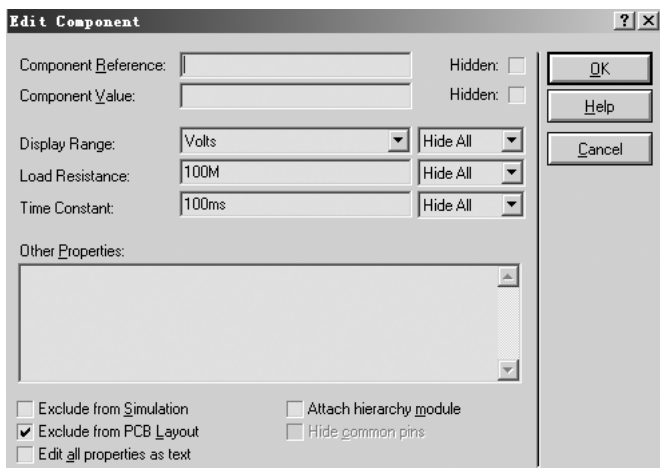 Edit Component
Component Reference: Hidden:
Component Value: Hidden:
Display Range: Volts Hide All
Load Resistance: 100M Hide All
Time Constant: 100ms Hide All
Other Properties:
Exclude from Simulation
Exclude from PCB Layout
Edit all properties as text
Attach hierarchy module
Hide common pins
OK
Help
Cancel